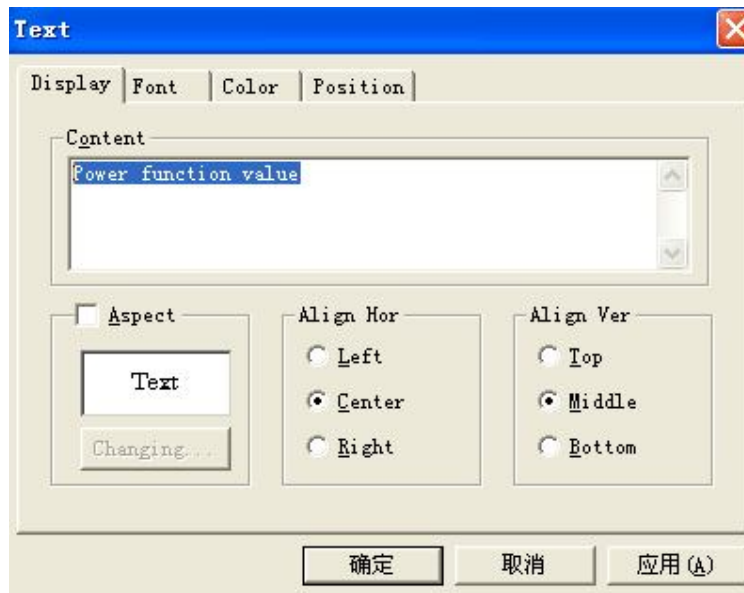 Text
Display Font Color Position
Content
Power function value
Aspect Align Hor Align Ver
Left Top
Text
Center Middle
Changing... Right Bottom
确定 取消 应用(A)